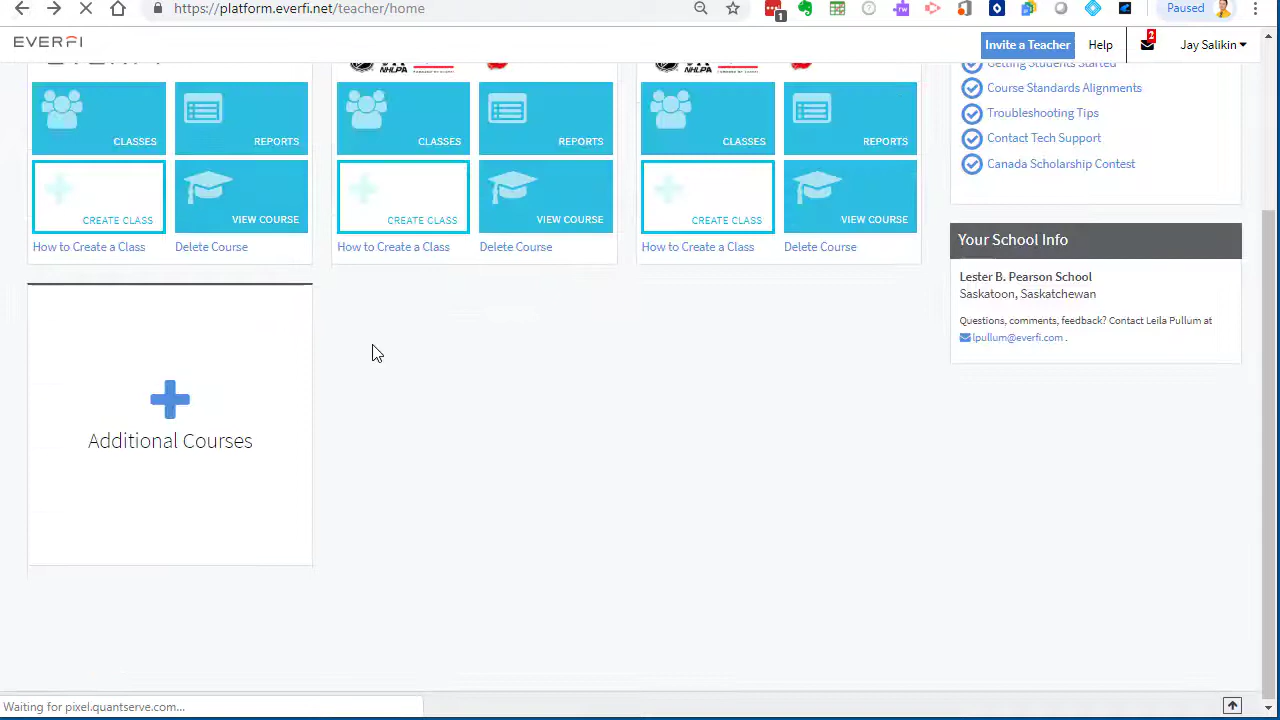 https://platform.everfi.net/teacher/home
1
Paused
EVERFI
Invite a Teacher
Help
2
Jay Salikin
NHLPA
NHLPA
Getting Students Started
Course Standards Alignments
Troubleshooting Tips
Contact Tech Support
Canada Scholarship Contest
CLASSES
REPORTS
CLASSES
REPORTS
CLASSES
REPORTS
CREATE CLASS
VIEW COURSE
CREATE CLASS
VIEW COURSE
CREATE CLASS
VIEW COURSE
How to Create a Class
Delete Course
How to Create a Class
Delete Course
How to Create a Class
Delete Course
Your School Info
Lester B. Pearson School
Saskatoon, Saskatchewan
Questions, comments, feedback? Contact Leila Pullum at
lpullum@everfi.com .
Additional Courses
Waiting for pixel.quantserve.com...